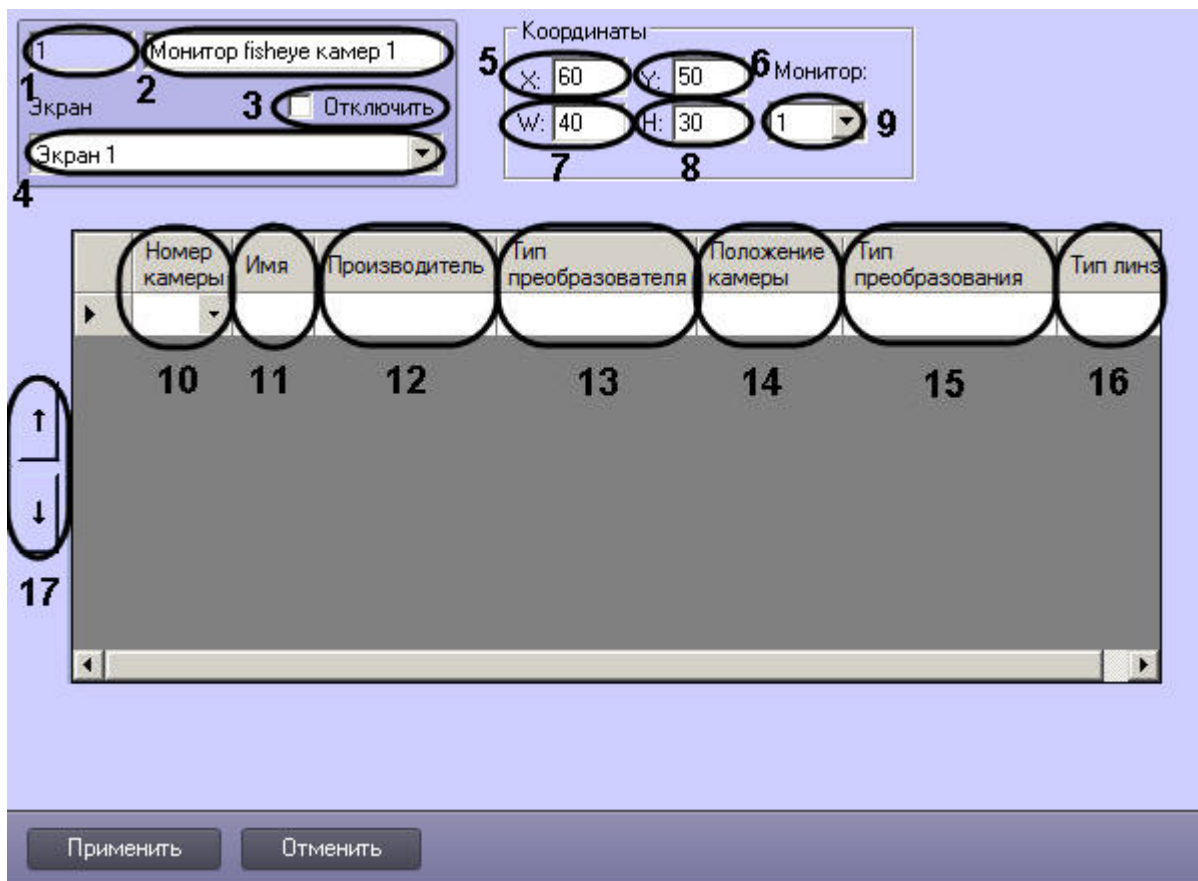 1 Монитор fisheye камер 1
1 2
Экран 3 Отключить
Экран 1
4
Координаты
5 X: 60 Y: 50 6 Монитор:
W: 40 H: 30 1 9
7 8
Номер камеры Имя Производитель Тип преобразователя Положение камеры Тип преобразования Тип линз
10 11 12 13 14 15 16
↑
↓
17
Применить Отменить